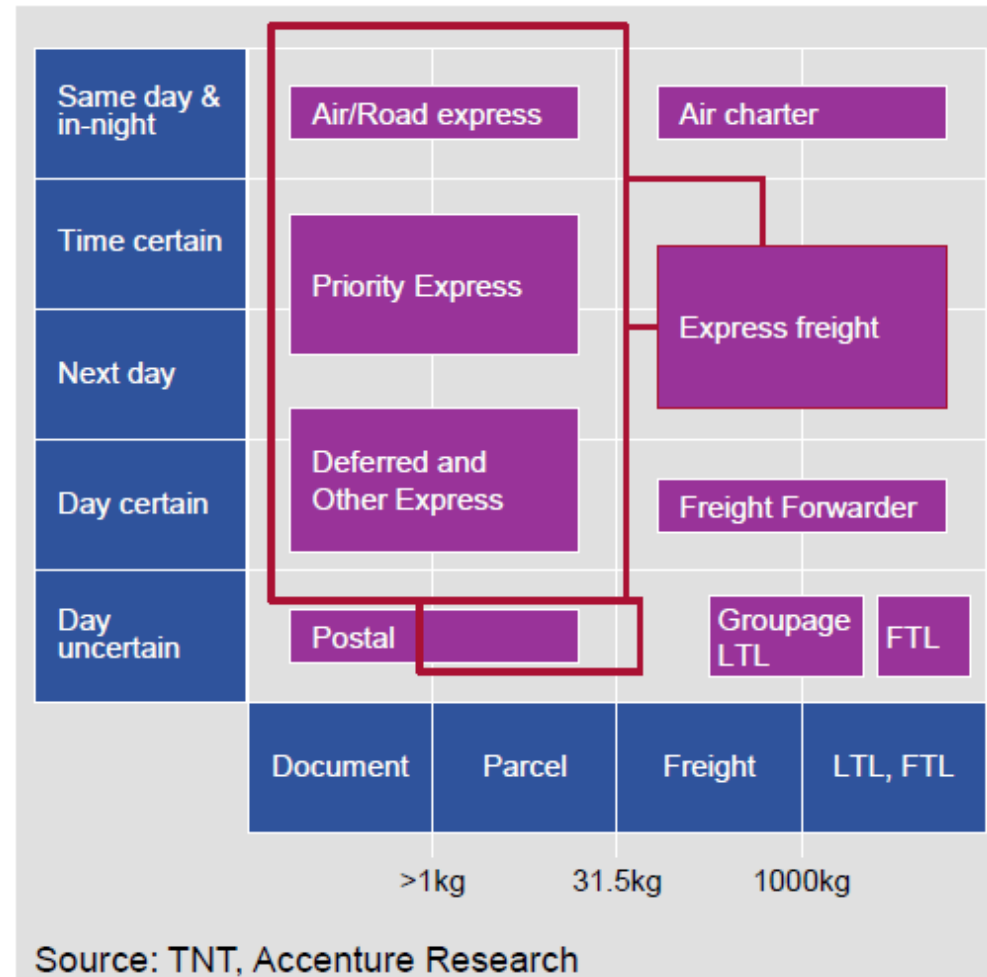 Same day &
in-night
Air/Road express
Air charter
Time certain
Priority Express
Express freight
Next day
Deferred and
Other Express
Day certain
Freight Forwarder
Day
uncertain
Postal
Groupage
LTL
FTL
Document
Parcel
Freight
LTL, FTL
>1kg
31.5kg
1000kg
Source: TNT, Accenture Research